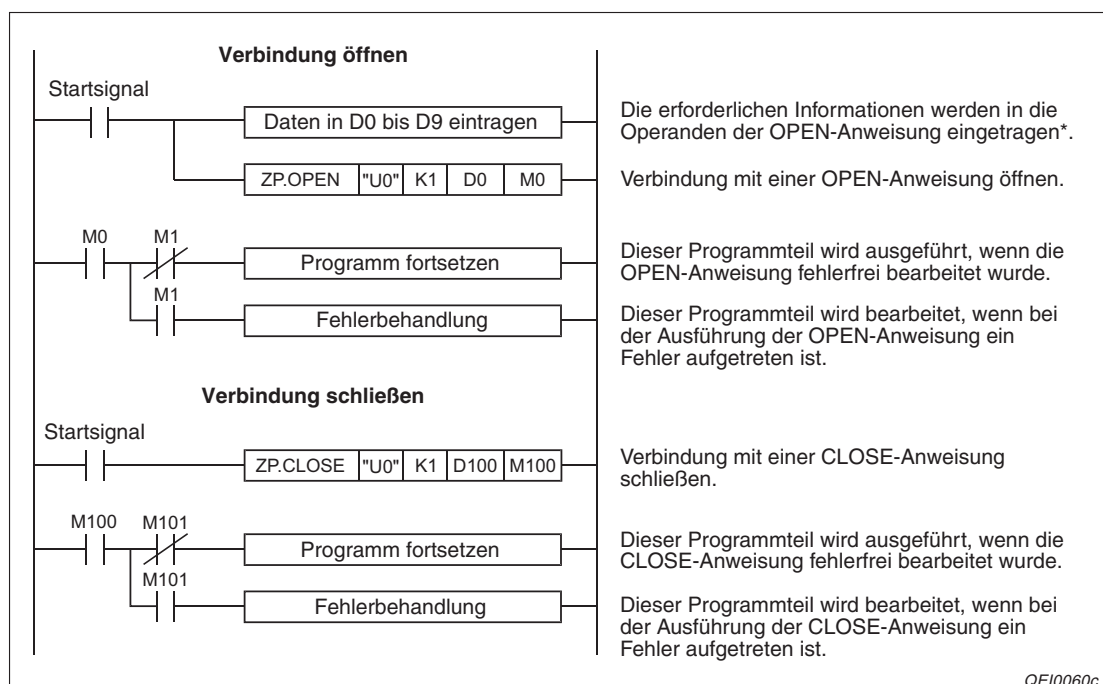 Verbindung öffnen
Startsignal
Daten in D0 bis D9 eintragen
Die erforderlichen Informationen werden in die
Operanden der OPEN-Anweisung eingetragen*.
ZP.OPEN "U0" K1 D0 M0
Verbindung mit einer OPEN-Anweisung öffnen.
M0 M1
Programm fortsetzen
Dieser Programmteil wird ausgeführt, wenn die
OPEN-Anweisung fehlerfrei bearbeitet wurde.
M1
Fehlerbehandlung
Dieser Programmteil wird bearbeitet, wenn bei
der Ausführung der OPEN-Anweisung ein
Fehler aufgetreten ist.
Verbindung schließen
Startsignal
ZP.CLOSE "U0" K1 D100 M100
Verbindung mit einer CLOSE-Anweisung
schließen.
M100 M101
Programm fortsetzen
Dieser Programmteil wird ausgeführt, wenn die
CLOSE-Anweisung fehlerfrei bearbeitet wurde.
M101
Fehlerbehandlung
Dieser Programmteil wird bearbeitet, wenn bei
der Ausführung der CLOSE-Anweisung ein
Fehler aufgetreten ist.
QEI0060c